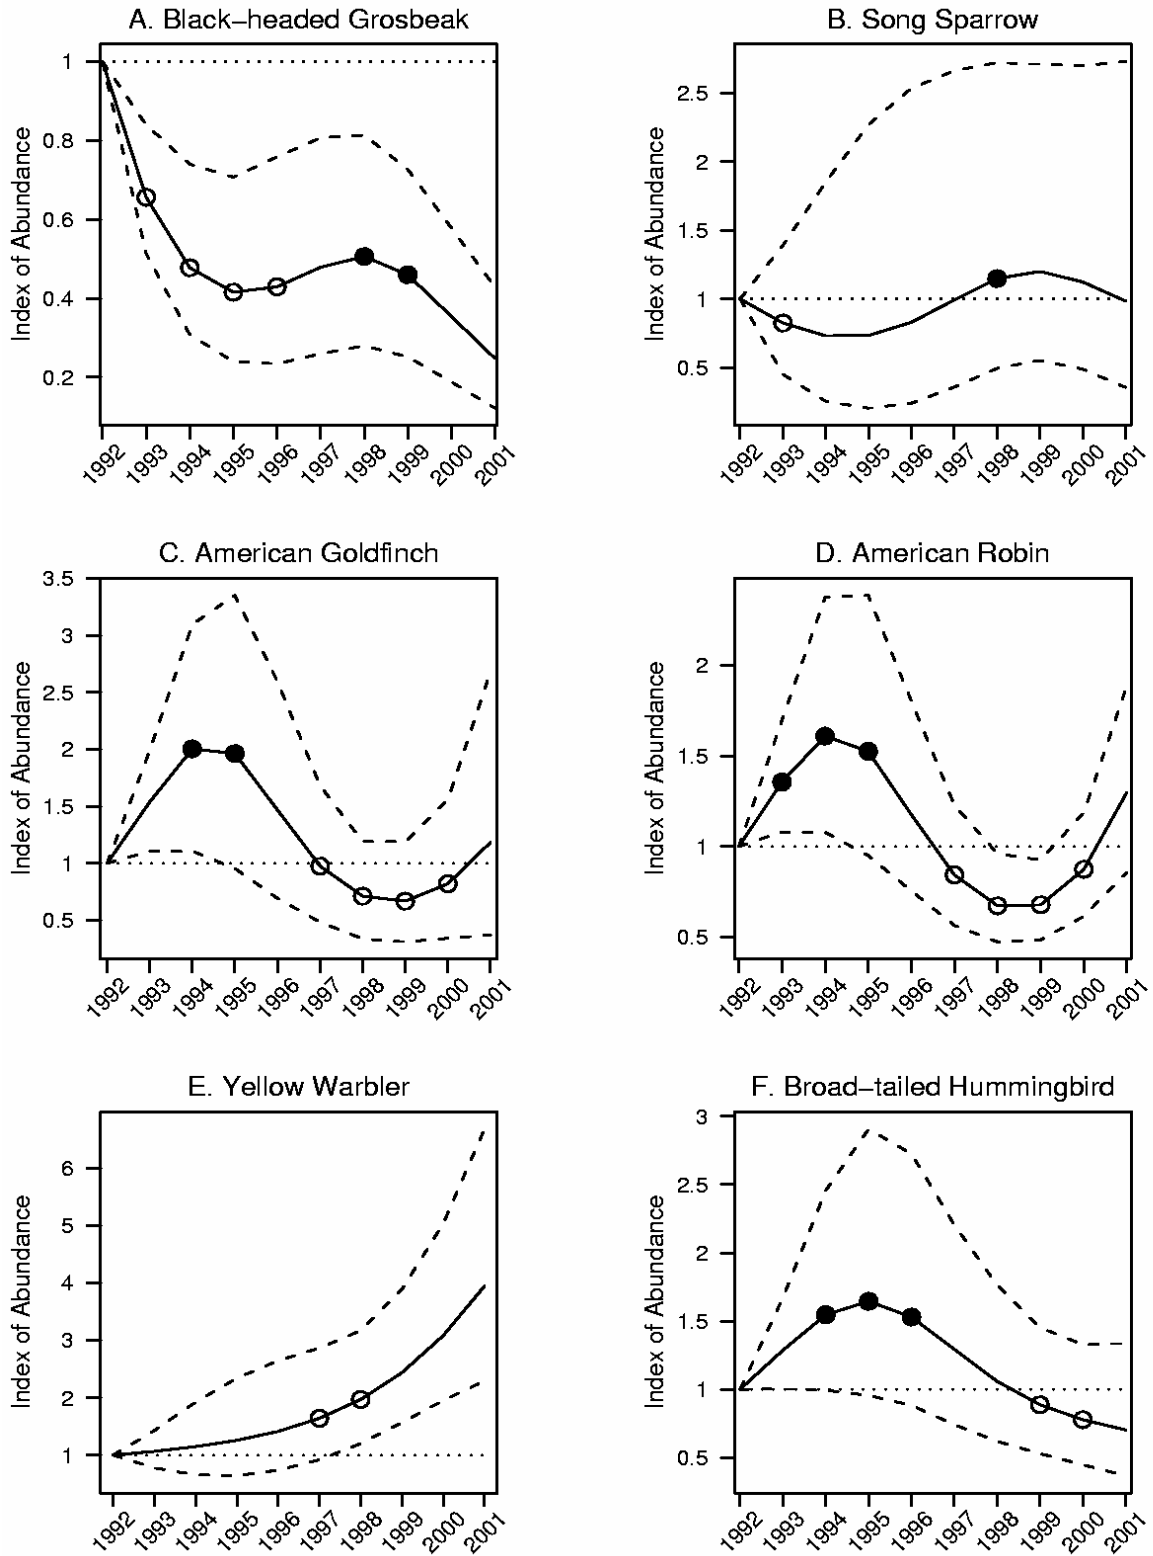 A. Black−headed Grosbeak
Index of Abundance
1
0.8
0.6
0.4
0.2
1992 1993 1994 1995 1996 1997 1998 1999 2000 2001
B. Song Sparrow
Index of Abundance
2.5
2
1.5
1
0.5
1992 1993 1994 1995 1996 1997 1998 1999 2000 2001
C. American Goldfinch
Index of Abundance
3.5
3
2.5
2
1.5
1
0.5
1992 1993 1994 1995 1996 1997 1998 1999 2000 2001
D. American Robin
Index of Abundance
2
1.5
1
0.5
1992 1993 1994 1995 1996 1997 1998 1999 2000 2001
E. Yellow Warbler
Index of Abundance
6
5
4
3
2
1
1992 1993 1994 1995 1996 1997 1998 1999 2000 2001
F. Broad−tailed Hummingbird
Index of Abundance
3
2.5
2
1.5
1
0.5
1992 1993 1994 1995 1996 1997 1998 1999 2000 2001